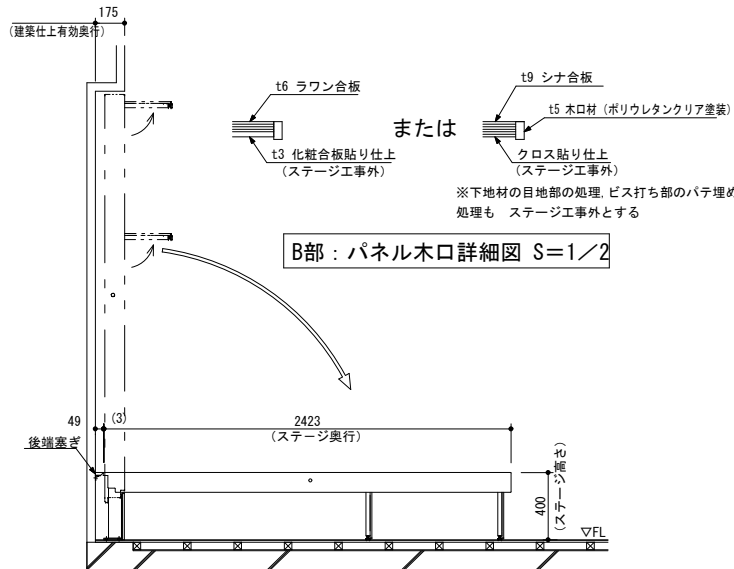 175
(建築仕上有効奥行)
t6 ラワン合板
t3 化粧合板貼り仕上
(ステージ工事外)
または
t9 シナ合板
t5 木口材 (ポリウレタンクリア塗装)
クロス貼り仕上
(ステージ工事外)
※下地材の目地部の処理, ビス打ち部のパテ埋め
処理も ステージ工事外とする
B部：パネル木口詳細図 S＝1／2
49
(3)
2423
(ステージ奥行)
後端塞ぎ
400
(ステージ高さ)
▽FL